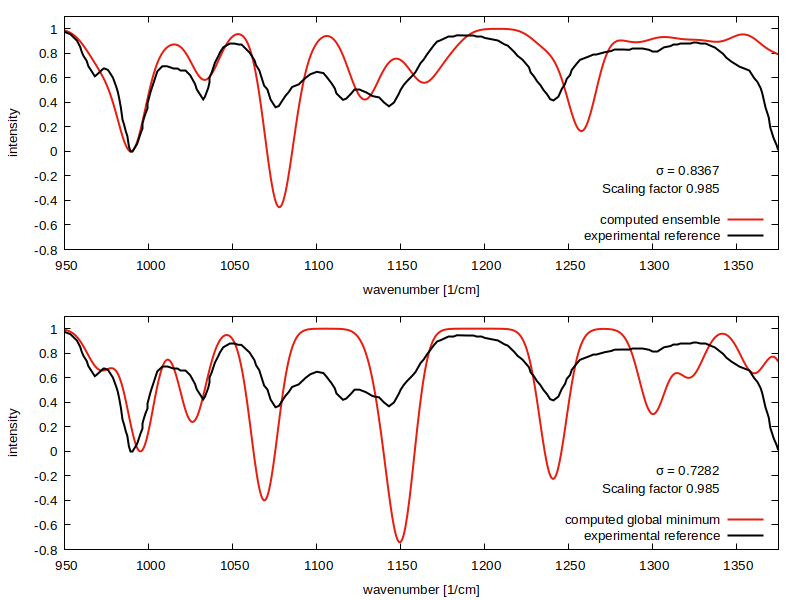 1
0.8
0.6
0.4
0.2
0
-0.2
-0.4
-0.6
-0.8
intensity
σ = 0.8367
Scaling factor 0.985
computed ensemble
experimental reference
950 1000 1050 1100 1150 1200 1250 1300 1350
wavenumber [1/cm]
1
0.8
0.6
0.4
0.2
0
-0.2
-0.4
-0.6
-0.8
intensity
σ = 0.7282
Scaling factor 0.985
computed global minimum
experimental reference
950 1000 1050 1100 1150 1200 1250 1300 1350
wavenumber [1/cm]